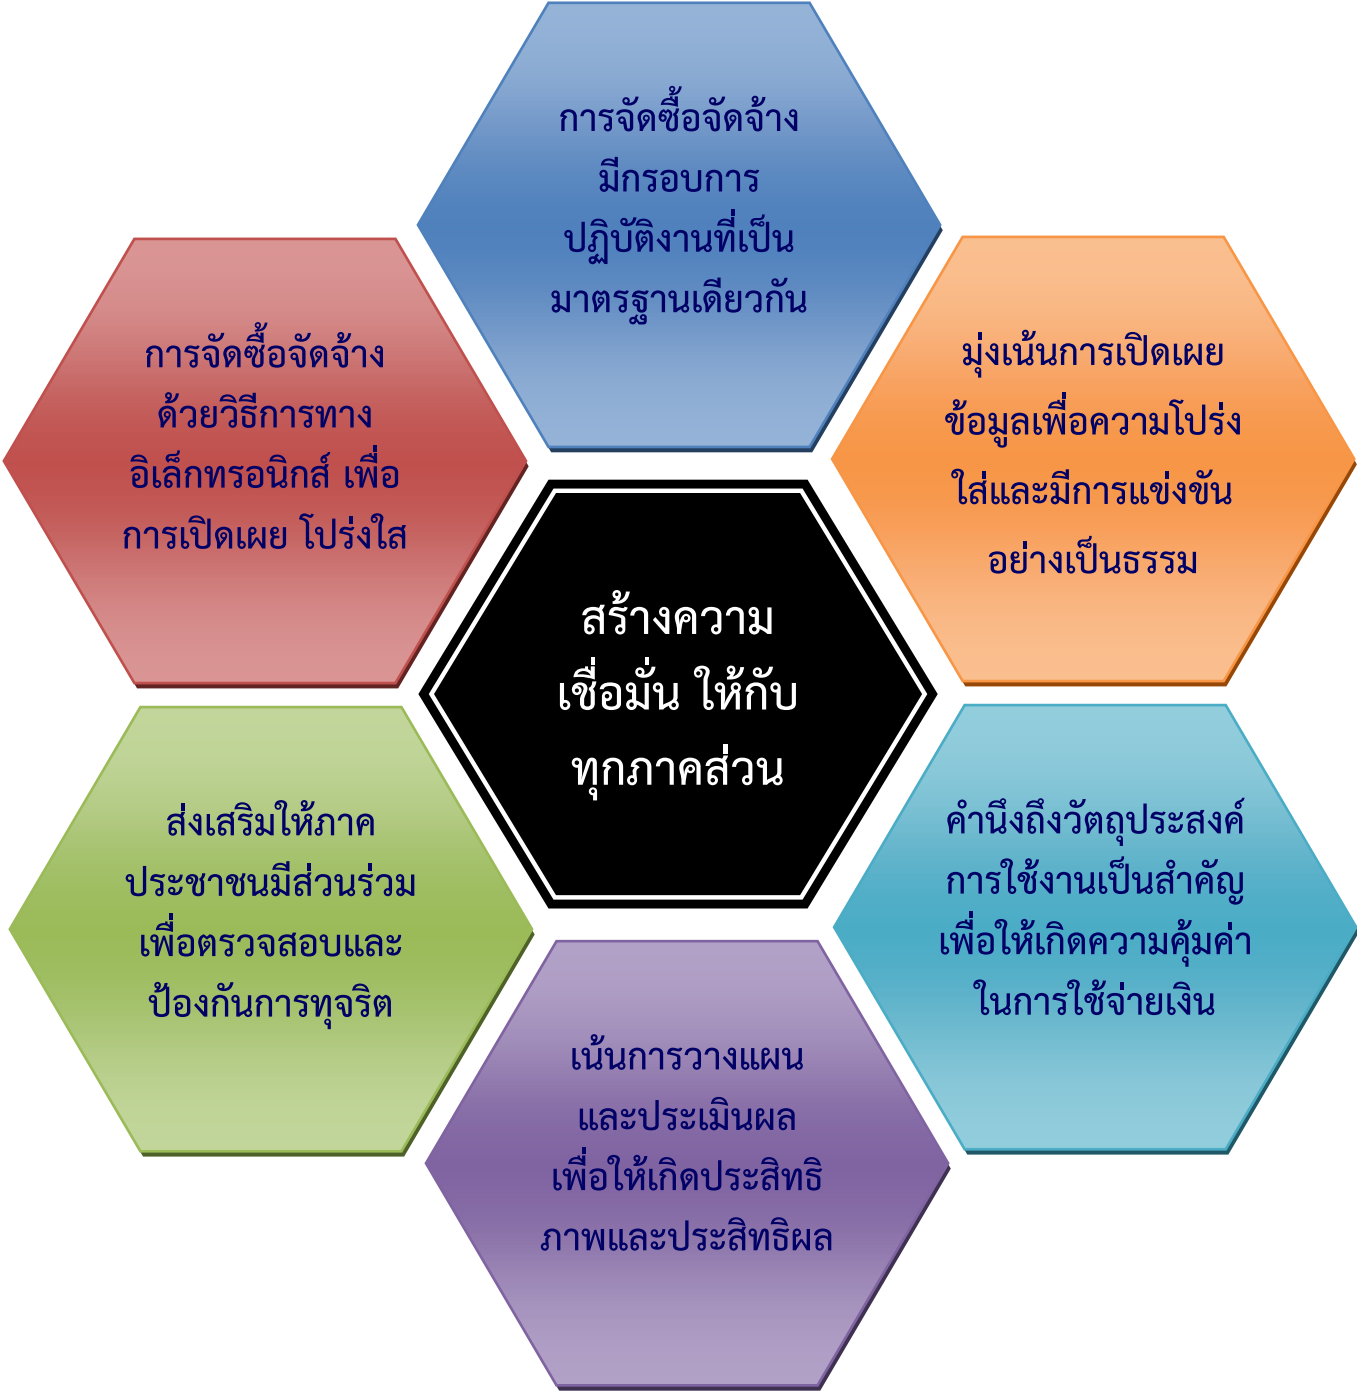 การจัดซื้อจัดจ้าง
มีกรอบการ
ปฏิบัติงานที่เป็น
มาตรฐานเดียวกัน
มุ่งเน้นการเปิดเผย
ข้อมูลเพื่อความโปร่ง
ใส่และมีการแข่งขัน
อย่างเป็นธรรม
คำนึงถึงวัตถุประสงค์
การใช้งานเป็นสำคัญ
เพื่อให้เกิดความคุ้มค่า
ในการใช้จ่ายเงิน
เน้นการวางแผน
และประเมินผล
เพื่อให้เกิดประสิทธิ
ภาพและประสิทธิผล
ส่งเสริมให้ภาค
ประชาชนมีส่วนร่วม
เพื่อตรวจสอบและ
ป้องกันการทุจริต
การจัดซื้อจัดจ้าง
ด้วยวิธีการทาง
อิเล็กทรอนิกส์ เพื่อ
การเปิดเผย โปร่งใส
สร้างความ
เชื่อมั่น ให้กับ
ทุกภาคส่วน